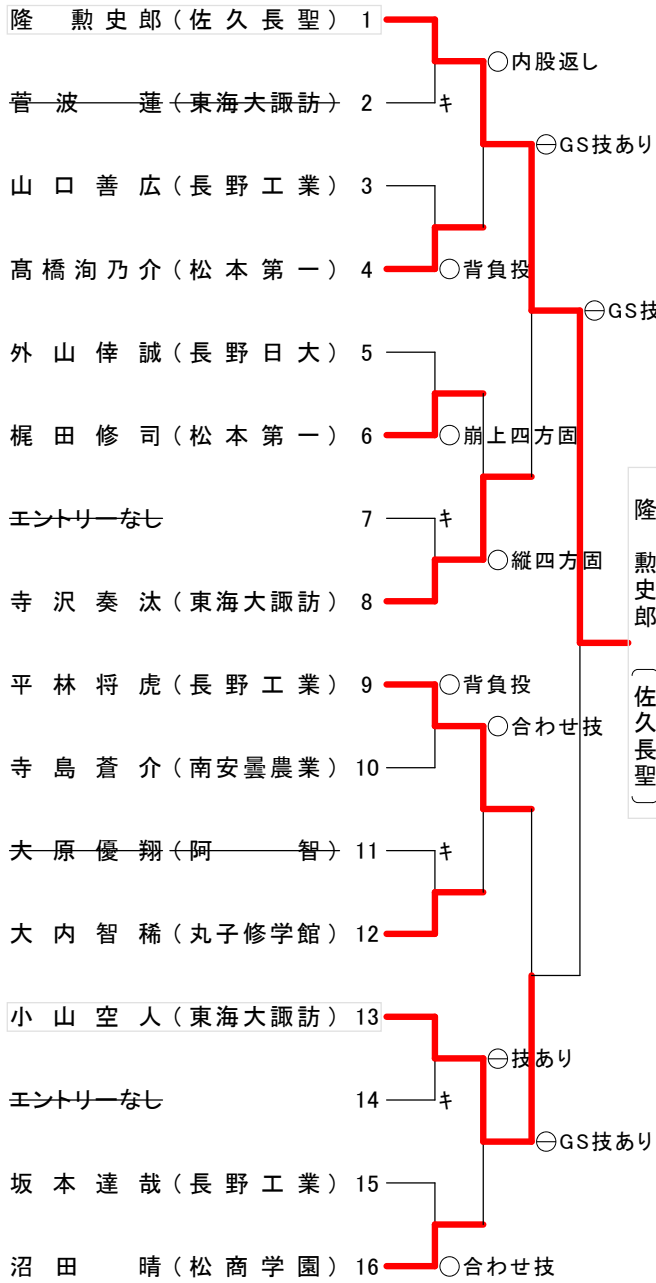 隆　勲史郎（佐久長聖） 1
○内股返し
菅波　蓮（東海大諏訪） 2 キ
⊖GS技あり
山口善広（長野工業） 3
髙橋洵乃介（松本第一） 4 ○背負投
⊖GS技
外山倖誠（長野日大） 5
梶田修司（松本第一） 6 ○崩上四方固
エントリーなし 7 キ
○縦四方固
寺沢奏汰（東海大諏訪） 8
隆　勲史郎（佐久長聖）
平林将虎（長野工業） 9 ○背負投
○合わせ技
寺島蒼介（南安曇農業） 10
大原優翔（阿　智） 11 キ
大内智稀（丸子修学館） 12
小山空人（東海大諏訪） 13
⊖技あり
エントリーなし 14 キ
⊖GS技あり
坂本達哉（長野工業） 15
沼田　晴（松商学園） 16 ○合わせ技